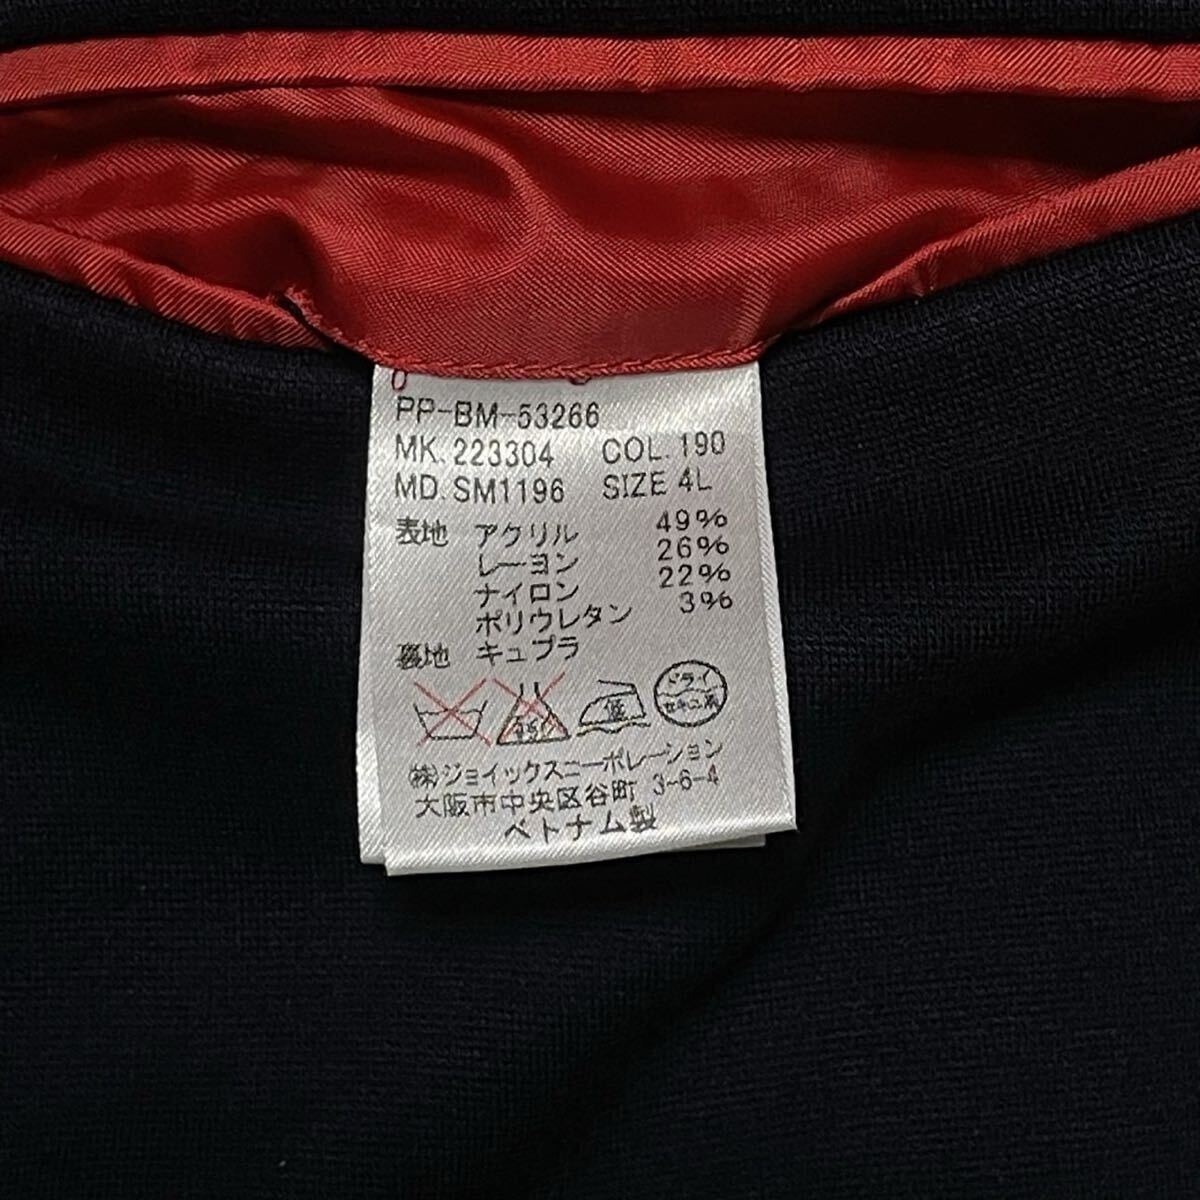 PP-BM-53266
MK. 223304 COL. 190
MD. SM1196 SIZE 4L
表地 アクリル 49%
レーヨン 26%
ナイロン 22%
ポリウレタン 3%
裏地 キュプラ
低 ドライ セキユ系
㈱ジョイックスコーポレーション
大阪市中央区谷町 3-6-4
ベトナム製